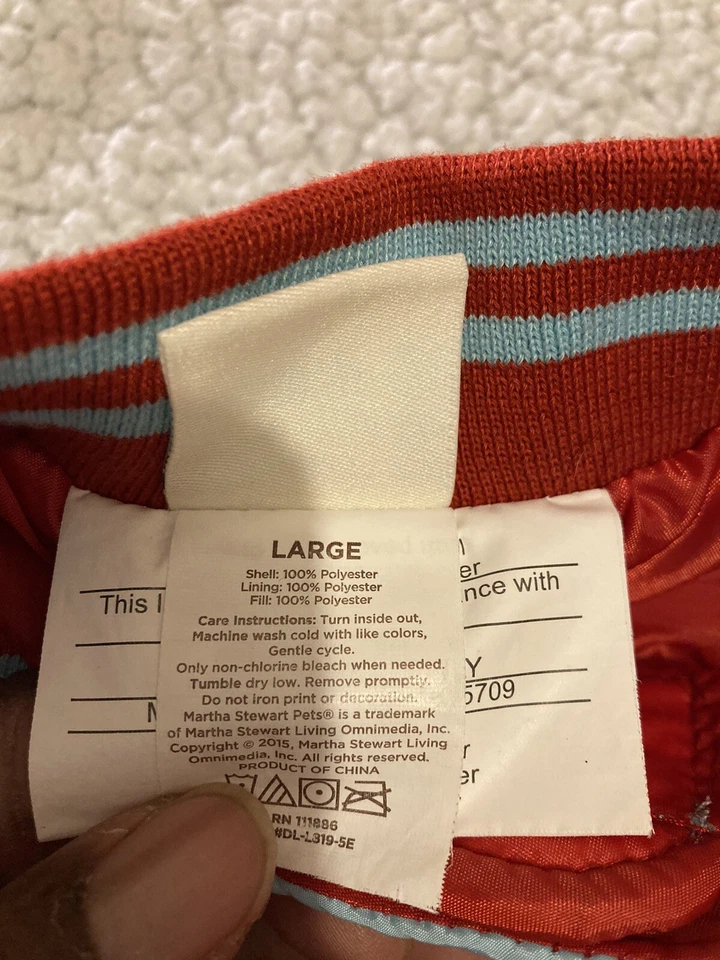 LARGE
Shell: 100% Polyester
Lining: 100% Polyester
Fill: 100% Polyester
Care Instructions: Turn inside out,
Machine wash cold with like colors,
Gentle cycle.
Only non-chlorine bleach when needed.
Tumble dry low. Remove promptly.
Do not iron print or decoration.
Martha Stewart Pets® is a trademark
of Martha Stewart Living Omnimedia, Inc.
Copyright © 2015, Martha Stewart Living
Omnimedia, Inc. All rights reserved.
PRODUCT OF CHINA
RN 111886
#DL-L319-5E
This
er
nce with
Y
5709
r
er